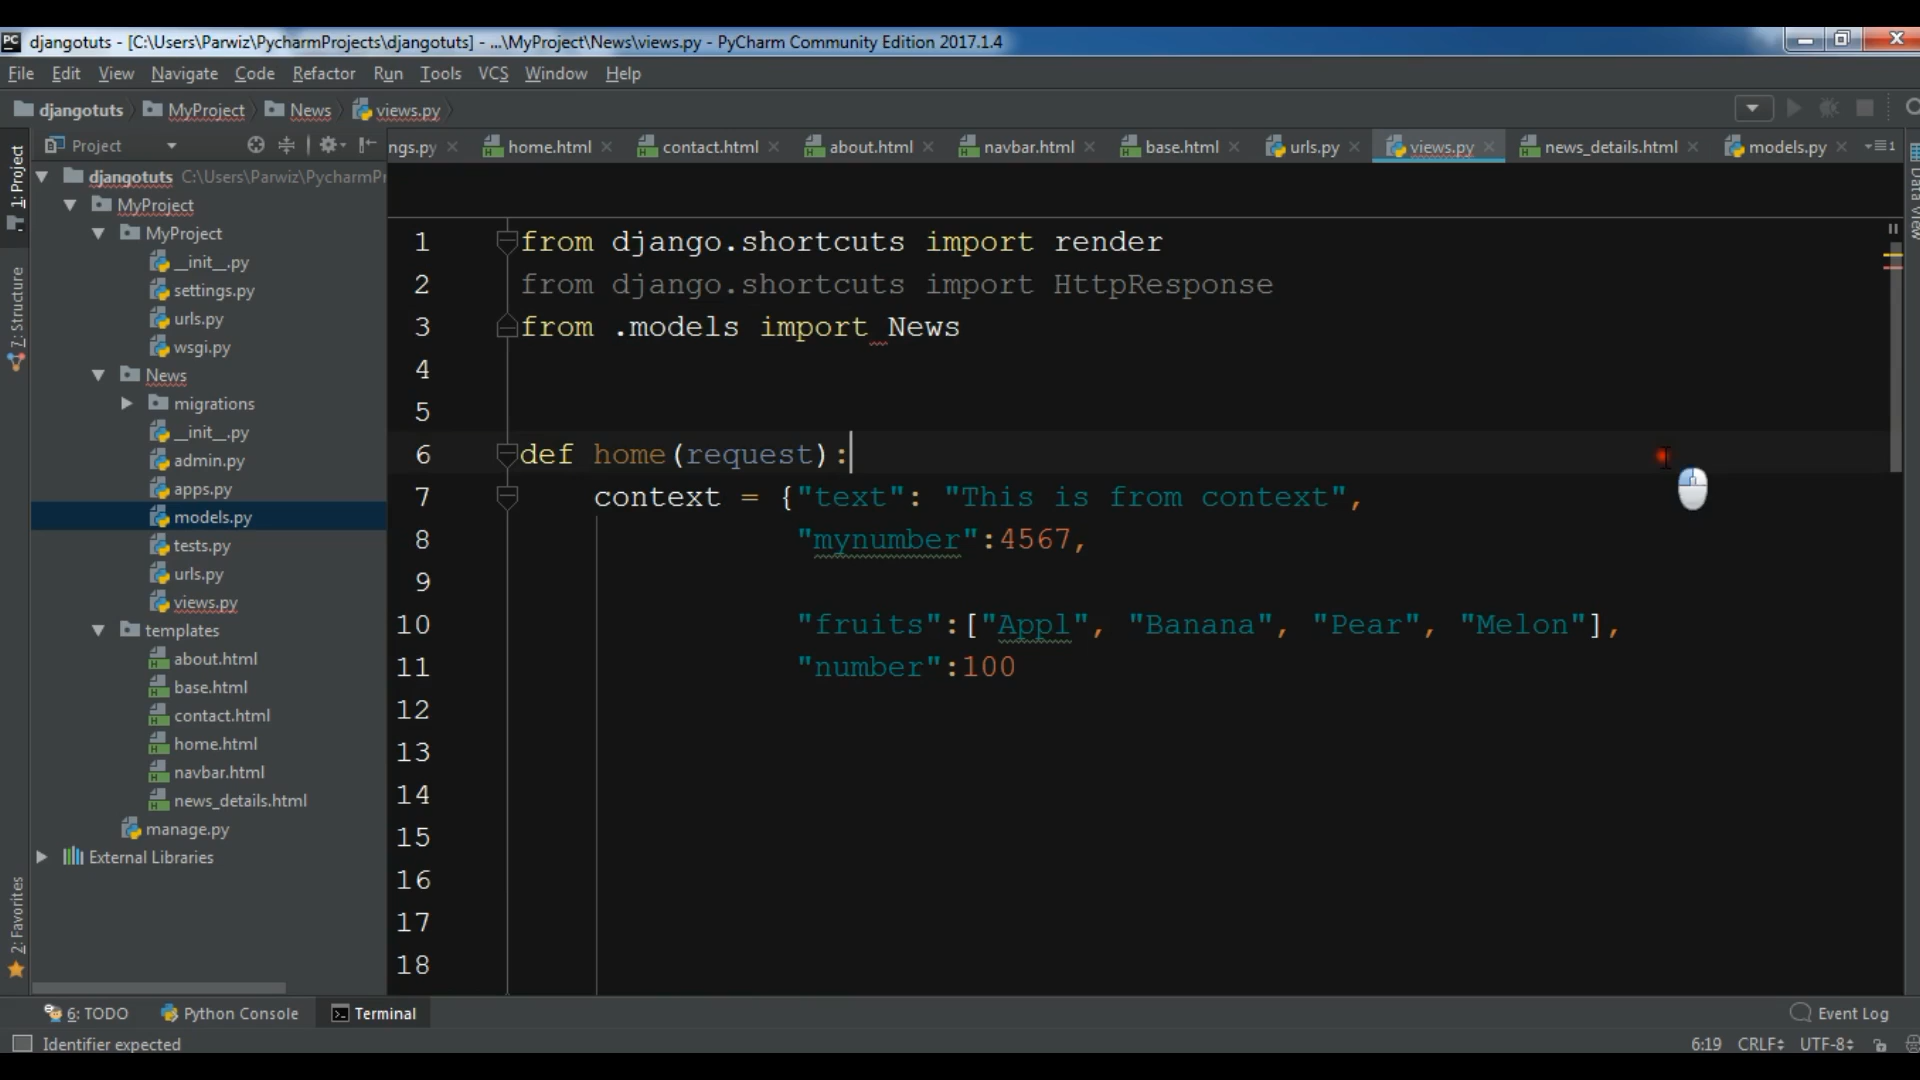 djangotuts - [C:\Users\Parwiz\PycharmProjects\djangotuts] - ...\MyProject\News\views.py - PyCharm Community Edition 2017.1.4
File Edit View Navigate Code Refactor Run Tools VCS Window Help
djangotuts MyProject News views.py
Project
ngs.py home.html contact.html about.html navbar.html base.html urls.py views.py news_details.html models.py
1: Project
7: Structure
2: Favorites
Data View
djangotuts C:\Users\Parwiz\PycharmPr
MyProject
MyProject
__init__.py
settings.py
urls.py
wsgi.py
News
migrations
__init__.py
admin.py
apps.py
models.py
tests.py
urls.py
views.py
templates
about.html
base.html
contact.html
home.html
navbar.html
news_details.html
manage.py
External Libraries
1 from django.shortcuts import render
2 from django.shortcuts import HttpResponse
3 from .models import News
4
5
6 def home(request):
7 context = {"text": "This is from context",
8 "mynumber":4567,
9
10 "fruits":["Appl", "Banana", "Pear", "Melon"],
11 "number":100
12
13
14
15
16
17
18
6: TODO Python Console Terminal Event Log
Identifier expected 6:19 CRLF UTF-8